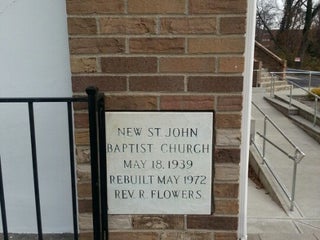 NEW ST. JOHN
BAPTIST CHURCH
MAY 18, 1939
REBUILT MAY 1972
REV. R. FLOWERS